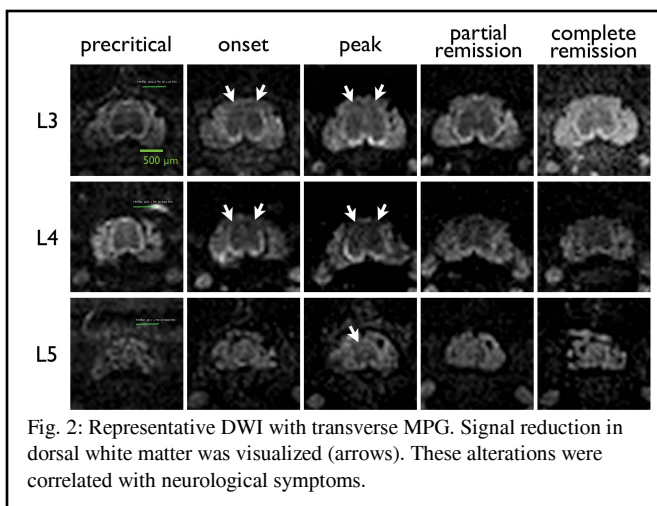 precritical onset peak partial remission complete remission
L3
500 μm
L4
L5
Fig. 2: Representative DWI with transverse MPG. Signal reduction in
dorsal white matter was visualized (arrows). These alterations were
correlated with neurological symptoms.